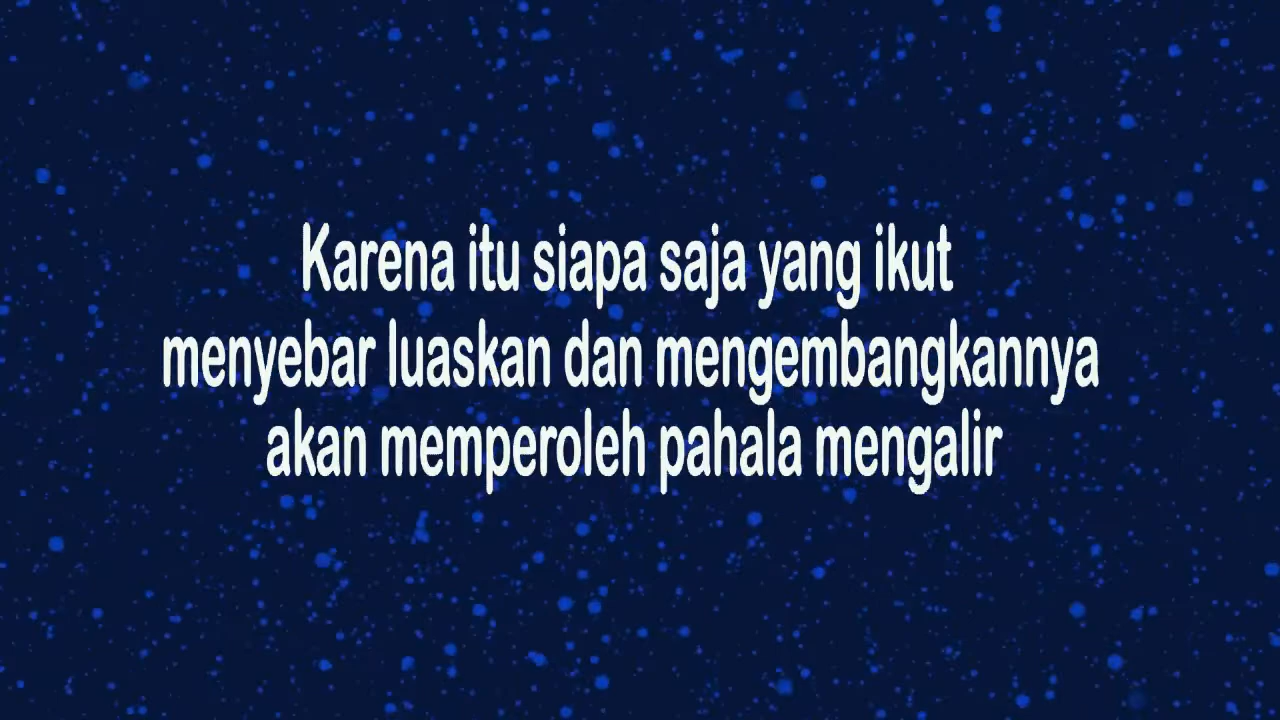 Karena itu siapa saja yang ikut
menyebar luaskan dan mengembangkannya
akan memperoleh pahala mengalir